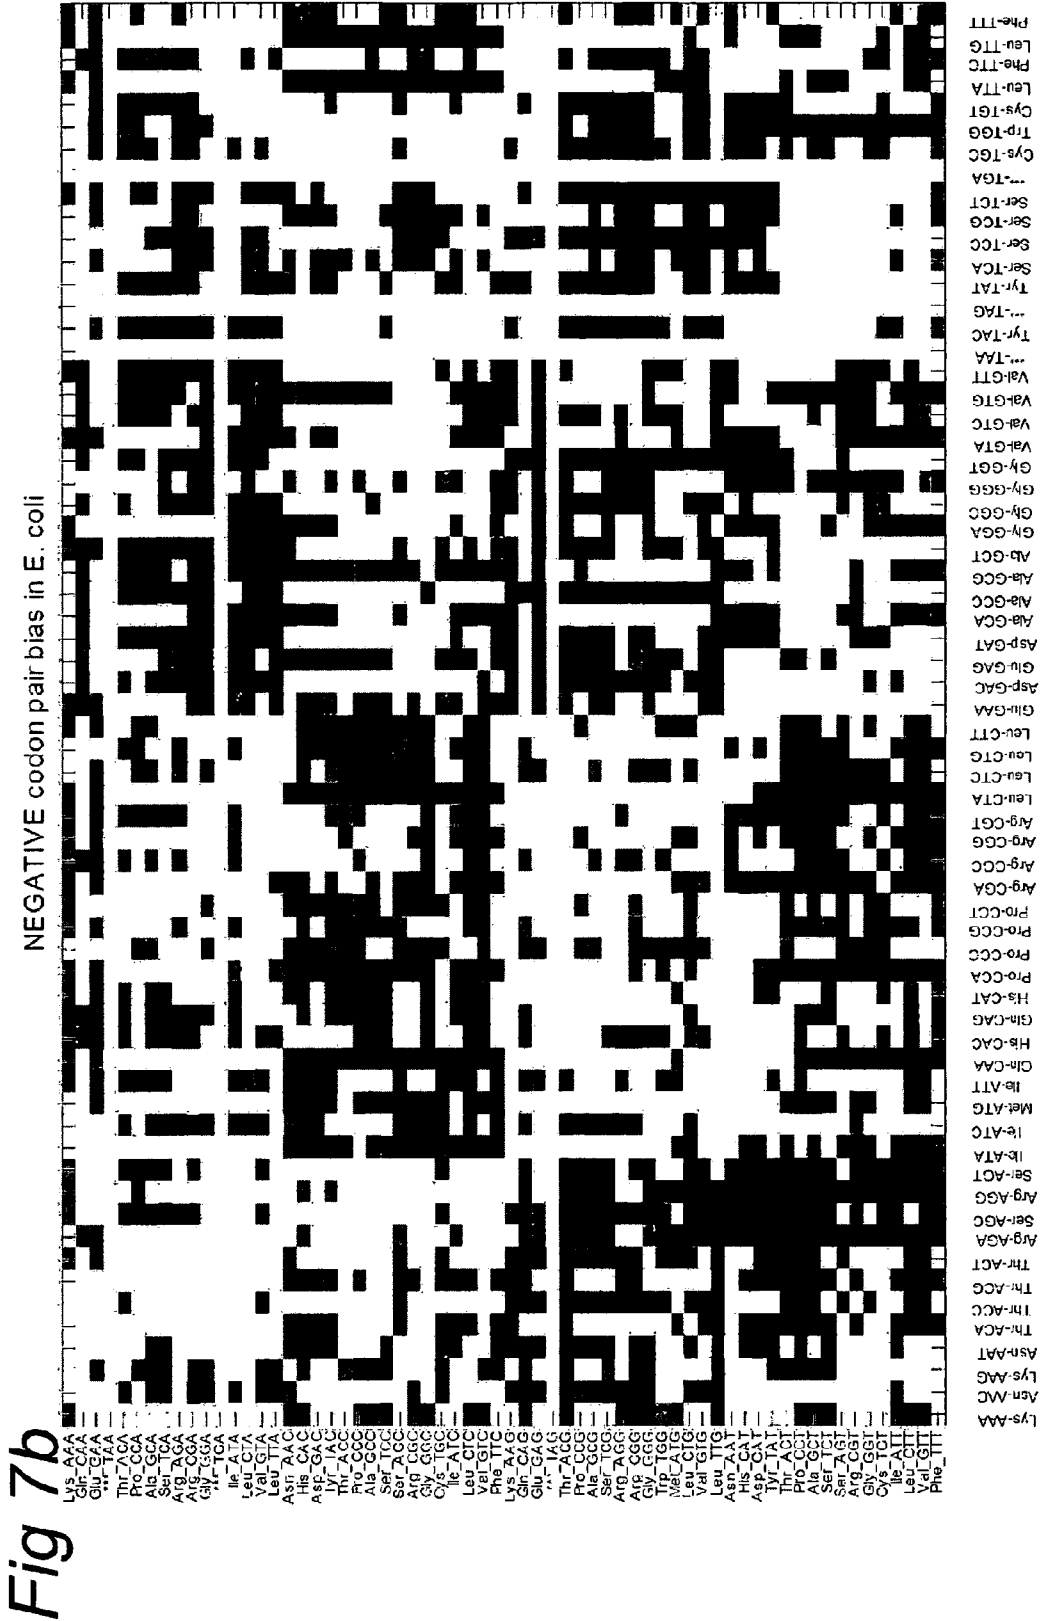 Fig 7b
NEGATIVE codon pair bias in E. coli
Phe-TTT
Leu-TTG
Phe-TTC
Leu-TTA
Cys-TGT
Trp-TGG
Cys-TGC
***-TGA
Ser-TCT
Ser-TCG
Ser-TCC
Ser-TCA
Tyr-TAT
***-TAG
Tyr-TAC
***-TAA
Val-GTT
Val-GTG
Val-GTC
Val-GTA
Gly-GGT
Gly-GGG
Gly-GGC
Gly-GGA
Ala-GCT
Ala-GCG
Ala-GCC
Ala-GCA
Asp-GAT
Glu-GAG
Asp-GAC
Glu-GAA
Leu-CTT
Leu-CTG
Leu-CTC
Leu-CTA
Arg-CGT
Arg-CGG
Arg-CGC
Arg-CGA
Pro-CCT
Pro-CCG
Pro-CCC
Pro-CCA
His-CAT
Gln-CAG
His-CAC
Gln-CAA
Ile-ATT
Met-ATG
Ile-ATC
Ile-ATA
Ser-ACT
Arg-AGG
Ser-AGC
Arg-AGA
Thr-ACT
Thr-ACG
Thr-ACC
Thr-ACA
Asn-AAT
Lys-AAG
Asn-AAC
Lys-AAA
Lys_AAA
Gln_CAA
Glu_GAA
***_TAA
Thr_ACA
Pro_CCA
Ala_GCA
Ser_TCA
Arg_AGA
Arg_CGA
Gly_GGA
***_TGA
Ile_ATA
Leu_CTA
Val_GTA
Leu_TTA
Asn_AAC
His_CAC
Asp_GAC
Tyr_TAC
Thr_ACC
Pro_CCC
Ala_GCC
Ser_TCC
Ser_AGC
Arg_CGC
Gly_GGC
Cys_TGC
Ile_ATC
Leu_CTC
Val_GTC
Phe_TTC
Lys_AAG
Gln_CAG
Glu_GAG
***_TAG
Thr_ACG
Pro_CCG
Ala_GCG
Ser_TCG
Arg_AGG
Arg_CGG
Gly_GGG
Trp_TGG
Met_ATG
Leu_CTG
Val_GTG
Leu_TTG
Asn_AAT
His_CAT
Asp_GAT
Tyr_TAT
Thr_ACT
Pro_CCT
Ala_GCT
Ser_TCT
Ser_AGT
Arg_CGT
Gly_GGT
Cys_TGT
Ile_ATT
Leu_CTT
Val_GTT
Phe_TTT